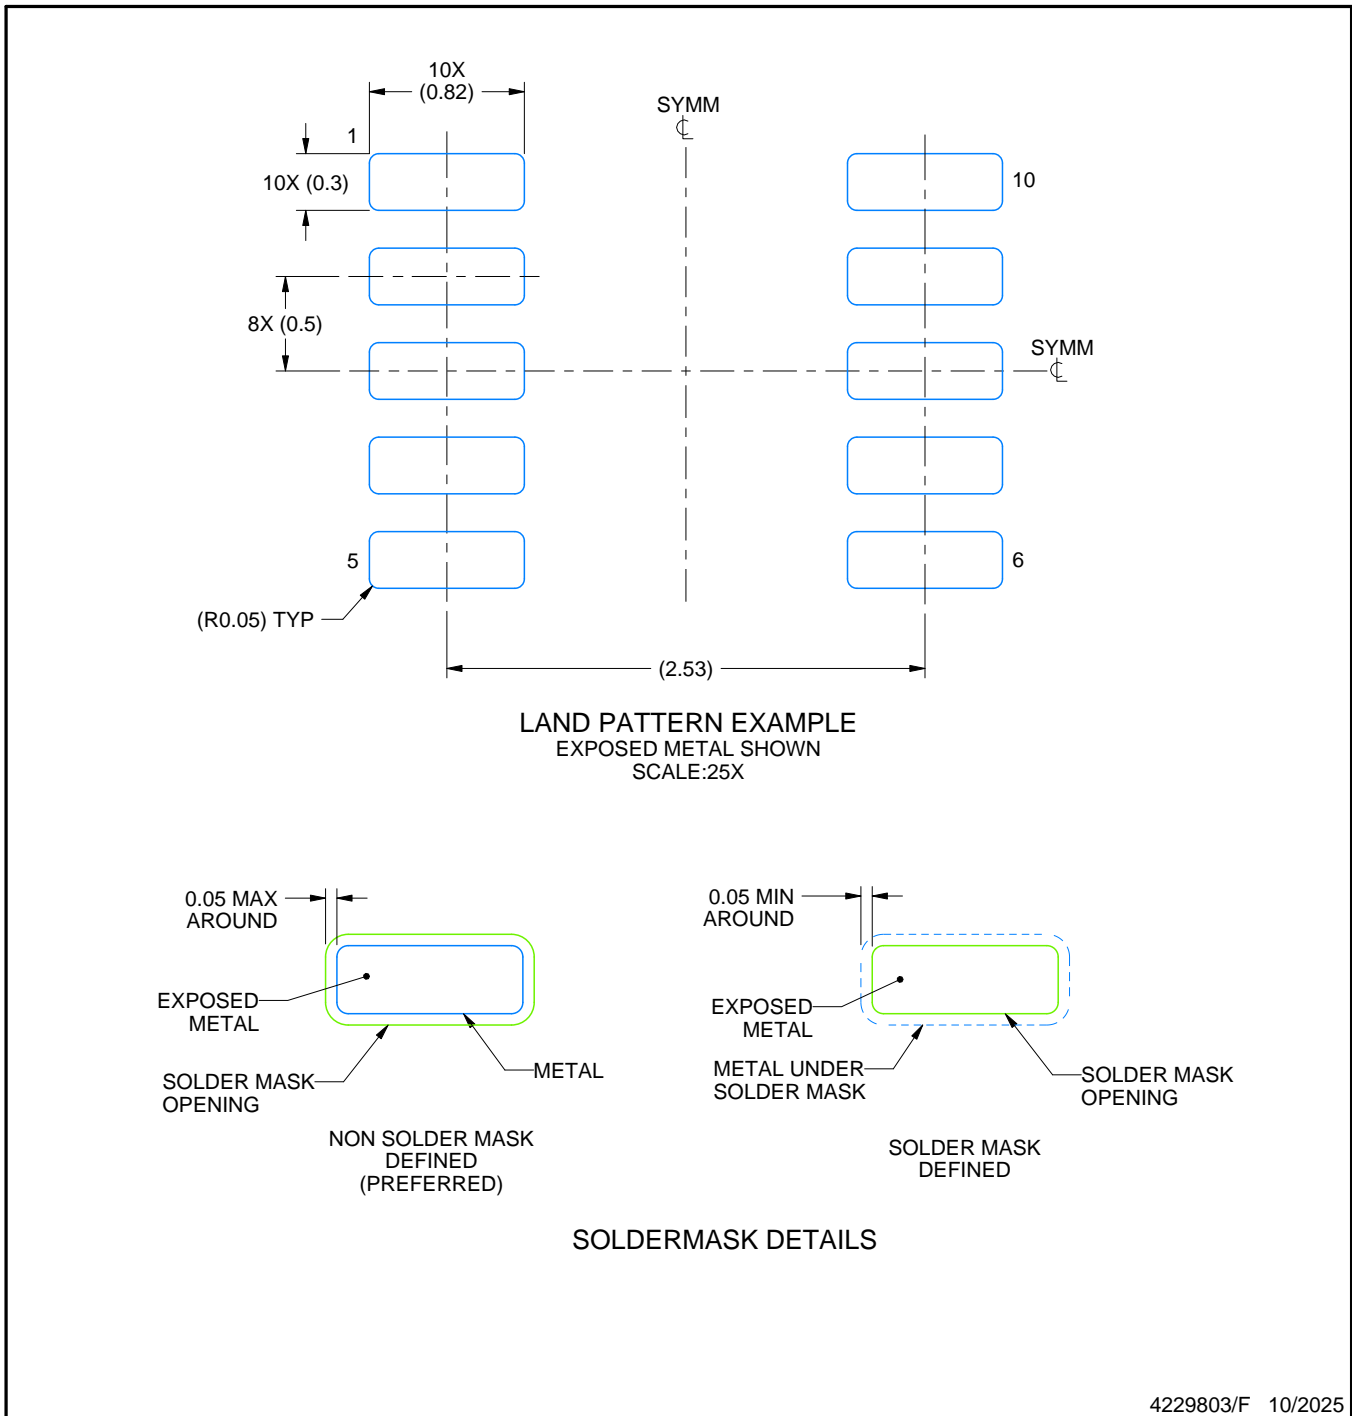 10X
(0.82)
SYMM
1
10X (0.3)
10
8X (0.5)
SYMM
5
6
(R0.05) TYP
(2.53)
LAND PATTERN EXAMPLE
EXPOSED METAL SHOWN
SCALE:25X
0.05 MAX
AROUND
EXPOSED
METAL
SOLDER MASK
OPENING
METAL
NON SOLDER MASK
DEFINED
(PREFERRED)
0.05 MIN
AROUND
EXPOSED
METAL
METAL UNDER
SOLDER MASK
SOLDER MASK
OPENING
SOLDER MASK
DEFINED
SOLDERMASK DETAILS
4229803/F 10/2025